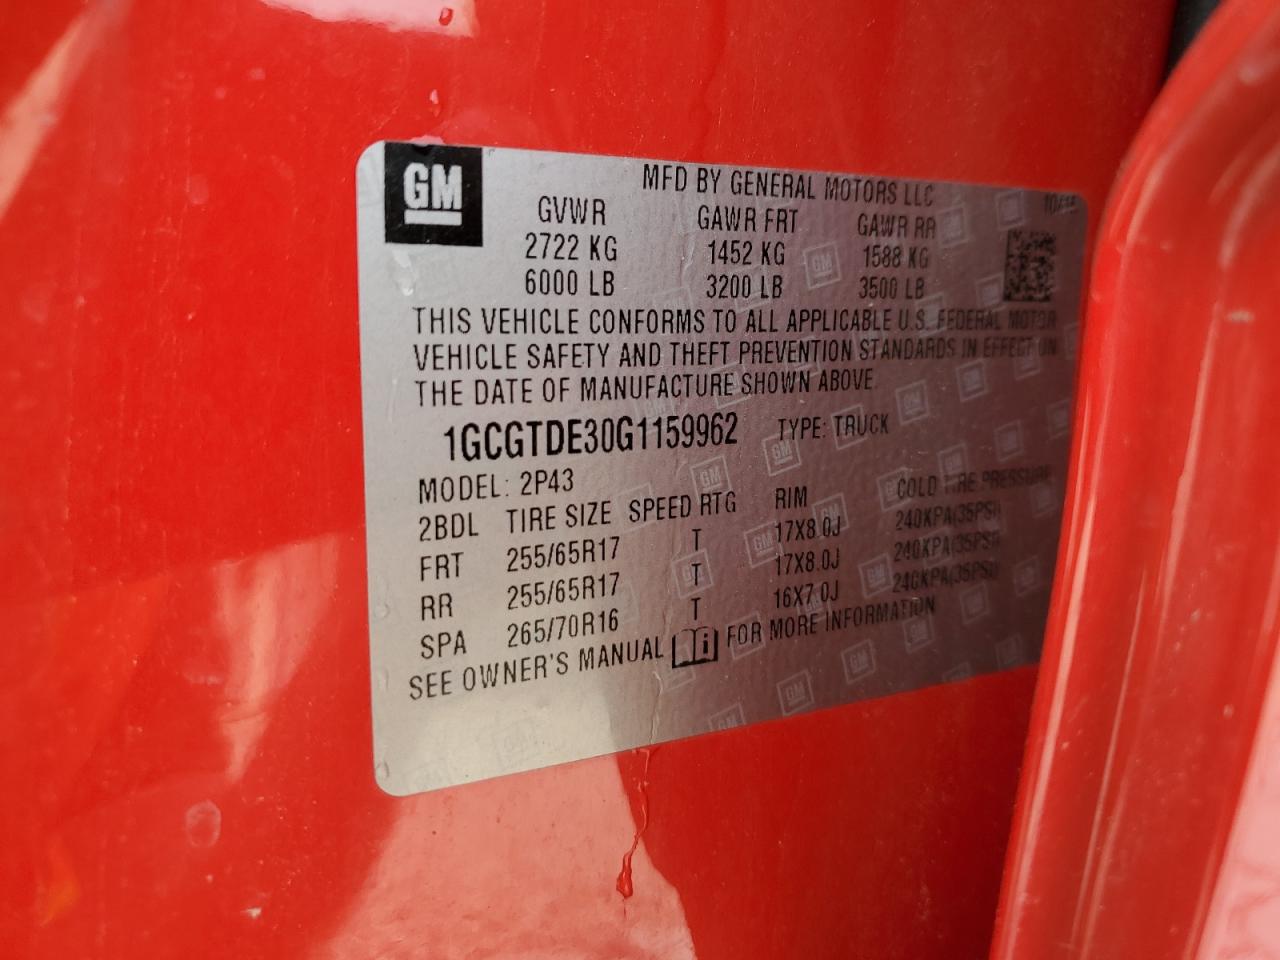 GM
MFD BY GENERAL MOTORS LLC
GVWR GAWR FRT GAWR RR
2722 KG 1452 KG 1588 KG
6000 LB 3200 LB 3500 LB
THIS VEHICLE CONFORMS TO ALL APPLICABLE U.S. FEDERAL MOTOR
VEHICLE SAFETY AND THEFT PREVENTION STANDARDS IN EFFECT ON
THE DATE OF MANUFACTURE SHOWN ABOVE.
1GCGTDE30G1159962 TYPE: TRUCK
MODEL: 2P43
2BDL TIRE SIZE SPEED RTG RIM COLD TIRE PRESSURE
FRT 255/65R17 T 17X8.0J 240KPA(35PSI)
RR 255/65R17 T 17X8.0J 240KPA(35PSI)
SPA 265/70R16 T 16X7.0J 240KPA(35PSI)
SEE OWNER'S MANUAL FOR MORE INFORMATION